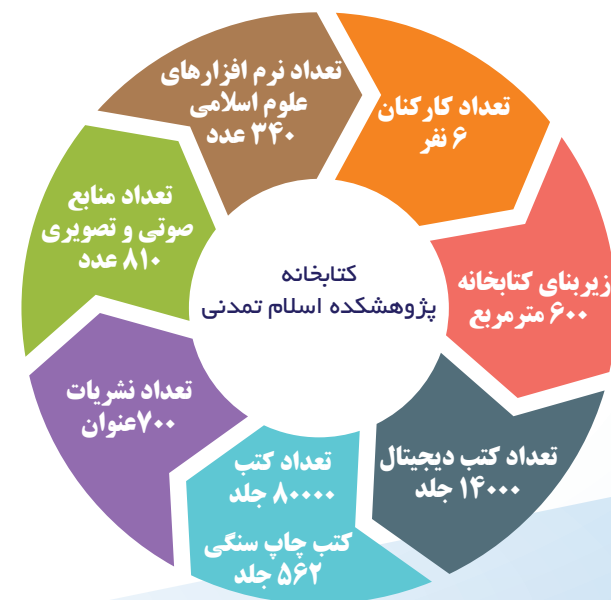 کتابخانه
پژوهشکده اسلام تمدنی
تعداد کارکنان
۶ نفر
زیربنای کتابخانه
۶۰۰ مترمربع
تعداد کتب دیجیتال
۱۴۰۰۰ جلد
تعداد کتب
۸۰۰۰۰ جلد
کتب چاپ سنگی
۵۶۲ جلد
تعداد نشریات
۷۰۰عنوان
تعداد منابع
صوتی و تصویری
۸۱۰ عدد
تعداد نرم افزارهای
علوم اسلامی
۳۴۰ عدد